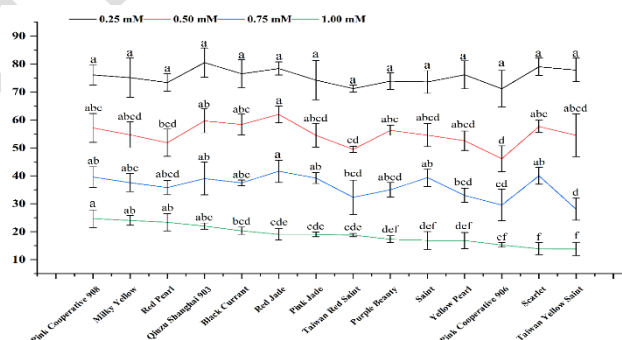 0.25 mM 0.50 mM 0.75 mM 1.00 mM
90
80
70
60
50
40
30
20
10
a a a a a a a a a a a a a a
abc abcd bcd ab abc a abcd cd abc abcd abcd d abc abcd
ab abc abcd ab abc a abc bcd abcd ab bcd cd ab d
a ab ab abc bcd cde cde cde def def def ef f f
Pink Cooperative 908
Milky Yellow
Red Pearl
Qinzu Shanghai 903
Black Currant
Red Jade
Pink Jade
Taiwan Red Saint
Purple Beauty
Saint
Yellow Pearl
Pink Cooperative 906
Scarlet
Taiwan Yellow Saint